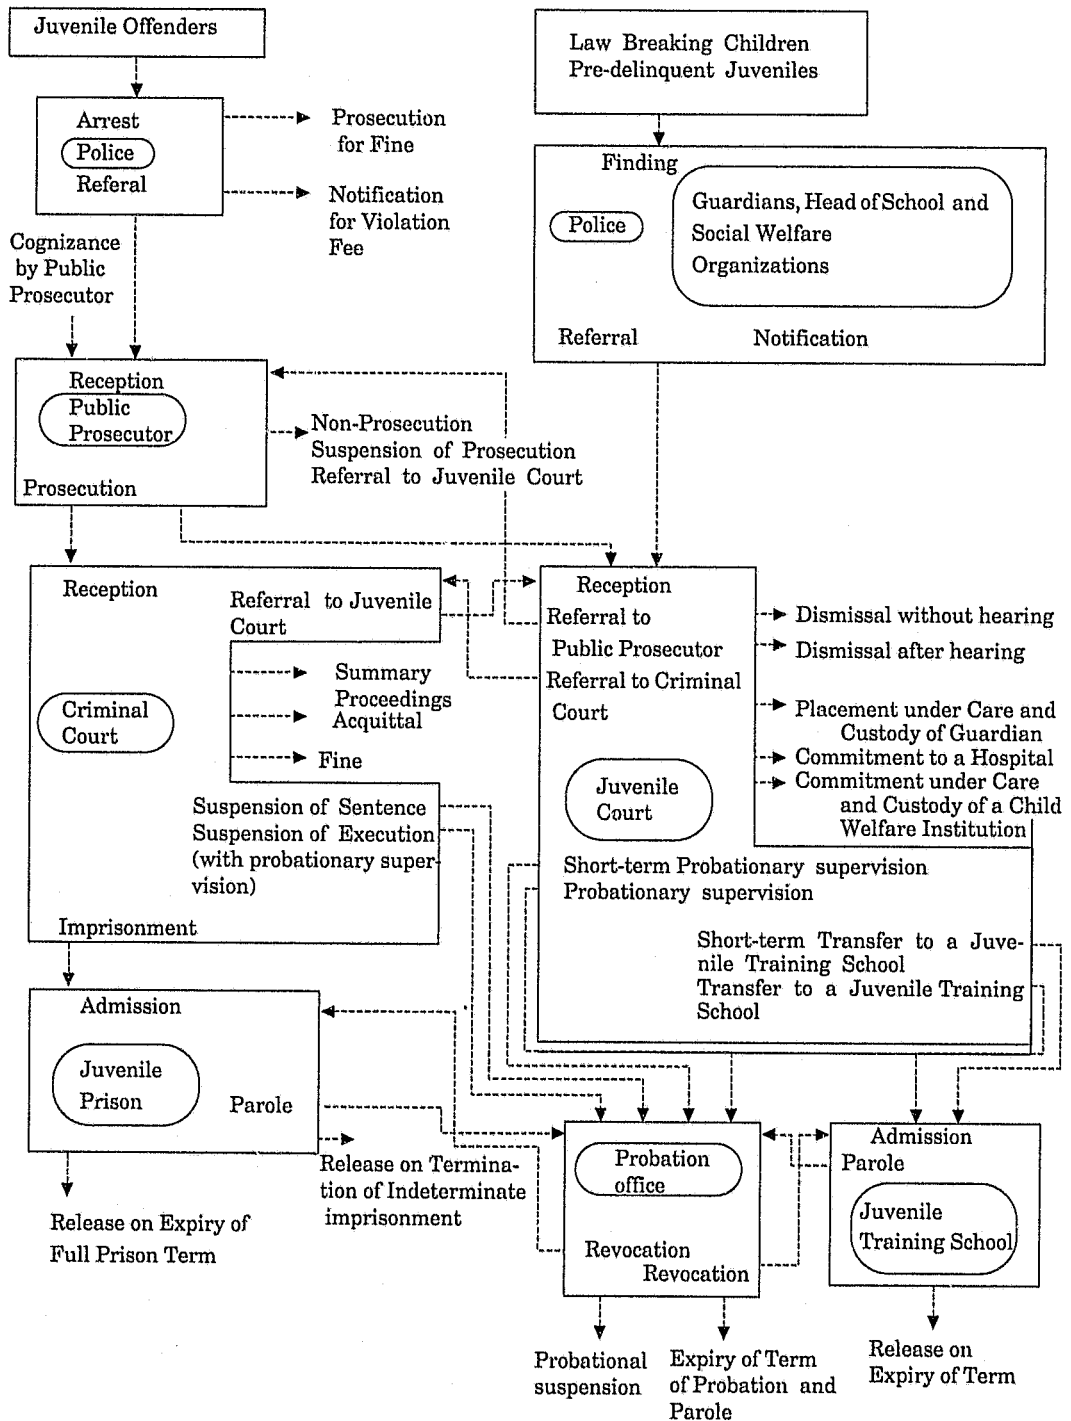 Juvenile Offenders
Law Breaking Children
Pre-delinquent Juveniles
Arrest
Police
Referal
Prosecution
for Fine
Notification
for Violation
Fee
Finding
Police
Guardians, Head of School and
Social Welfare
Organizations
Referral
Notification
Cognizance
by Public
Prosecutor
Reception
Public
Prosecutor
Prosecution
Non-Prosecution
Suspension of Prosecution
Referral to Juvenile Court
Reception
Referral to Juvenile
Court
Summary
Proceedings
Acquittal
Fine
Criminal
Court
Suspension of Sentence
Suspension of Execution
(with probationary super-
vision)
Imprisonment
Reception
Referral to
Public Prosecutor
Referral to Criminal
Court
Juvenile
Court
Dismissal without hearing
Dismissal after hearing
Placement under Care and
Custody of Guardian
Commitment to a Hospital
Commitment under Care
and Custody of a Child
Welfare Institution
Short-term Probationary supervision
Probationary supervision
Short-term Transfer to a Juve-
nile Training School
Transfer to a Juvenile Training
School
Admission
Juvenile
Prison
Parole
Release on Termina-
tion of Indeterminate
imprisonment
Release on Expiry of
Full Prison Term
Probation
office
Revocation
Revocation
Probational
suspension
Expiry of Term
of Probation and
Parole
Admission
Parole
Juvenile
Training School
Release on
Expiry of Term